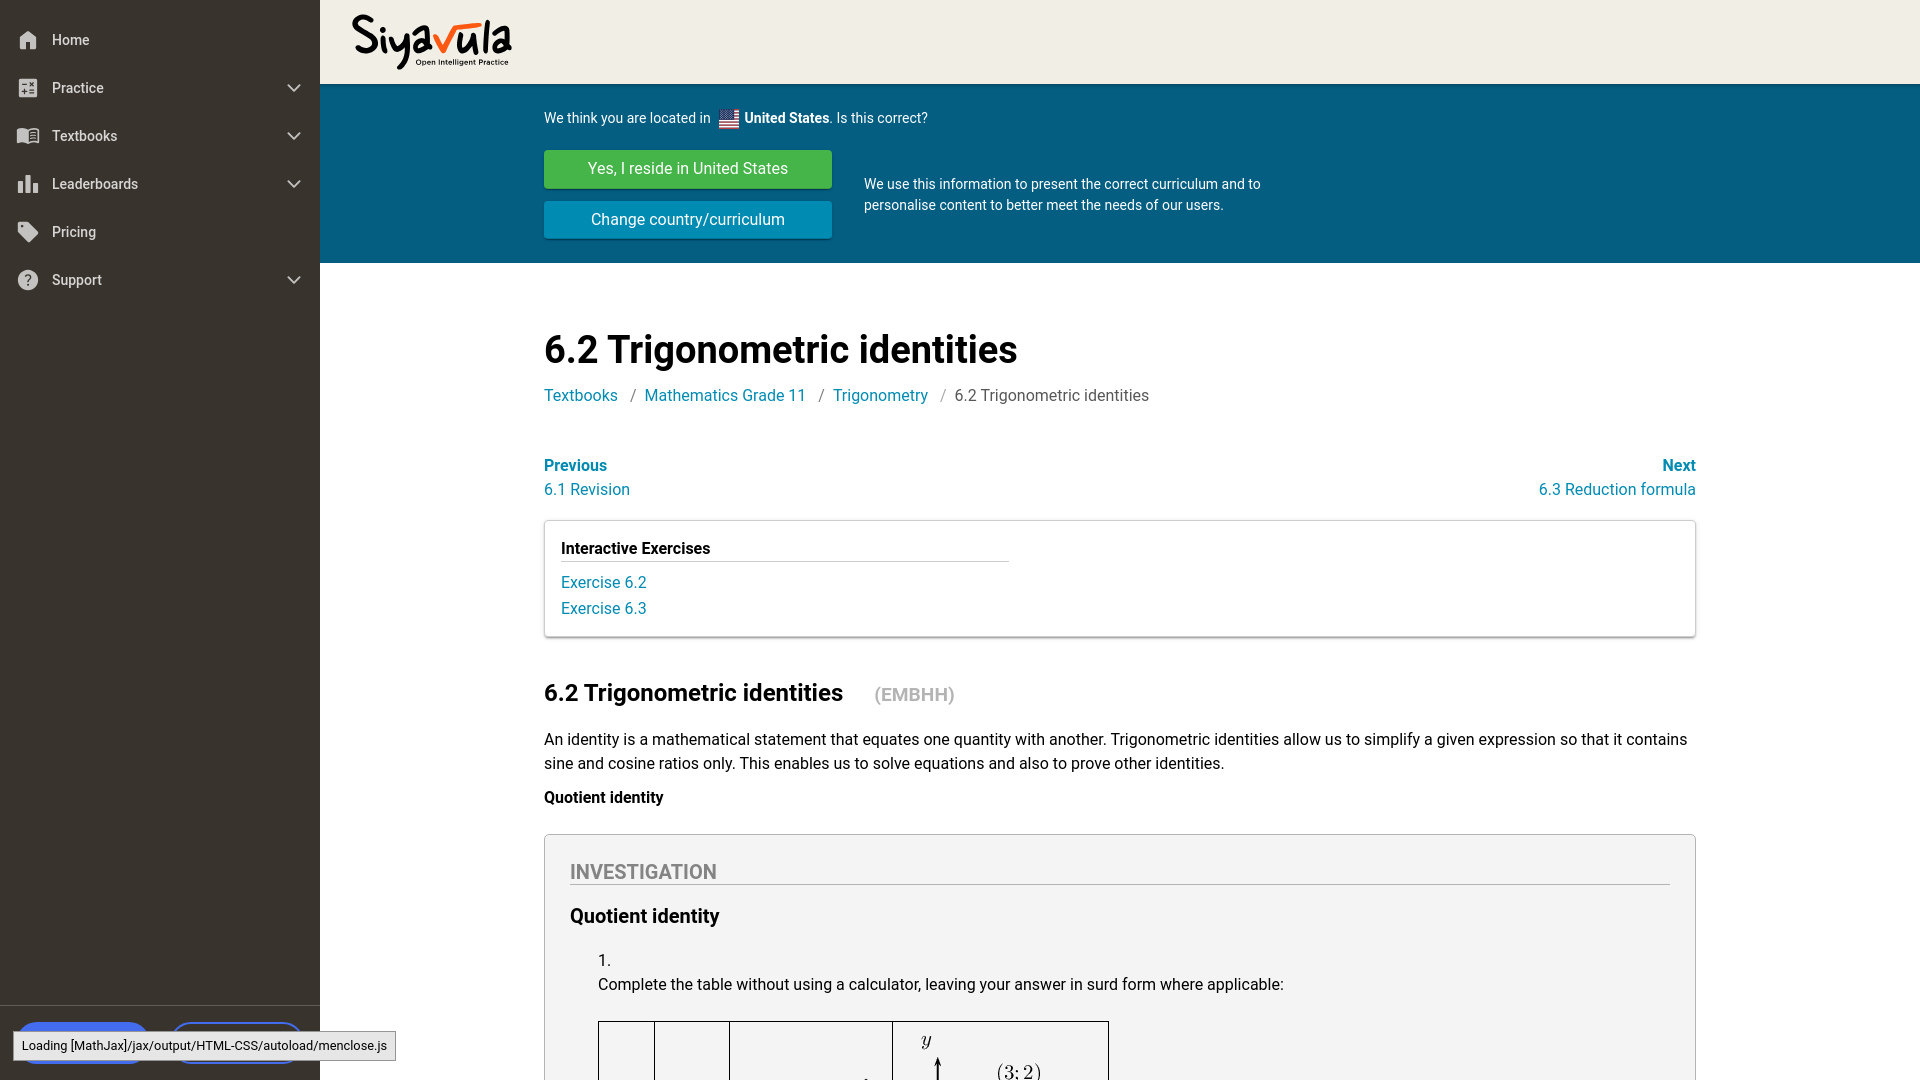 Home
Practice
Textbooks
Leaderboards
Pricing
Support
Loading [MathJax]/jax/output/HTML-CSS/autoload/menclose.js
Siyavula
Open Intelligent Practice
We think you are located in United States. Is this correct?
Yes, I reside in United States
Change country/curriculum
We use this information to present the correct curriculum and to
personalise content to better meet the needs of our users.
6.2 Trigonometric identities
Textbooks / Mathematics Grade 11 / Trigonometry / 6.2 Trigonometric identities
Previous
6.1 Revision
Next
6.3 Reduction formula
Interactive Exercises
Exercise 6.2
Exercise 6.3
6.2 Trigonometric identities (EMBHH)
An identity is a mathematical statement that equates one quantity with another. Trigonometric identities allow us to simplify a given expression so that it contains
sine and cosine ratios only. This enables us to solve equations and also to prove other identities.
Quotient identity
INVESTIGATION
Quotient identity
1.
Complete the table without using a calculator, leaving your answer in surd form where applicable:
y
(3; 2)